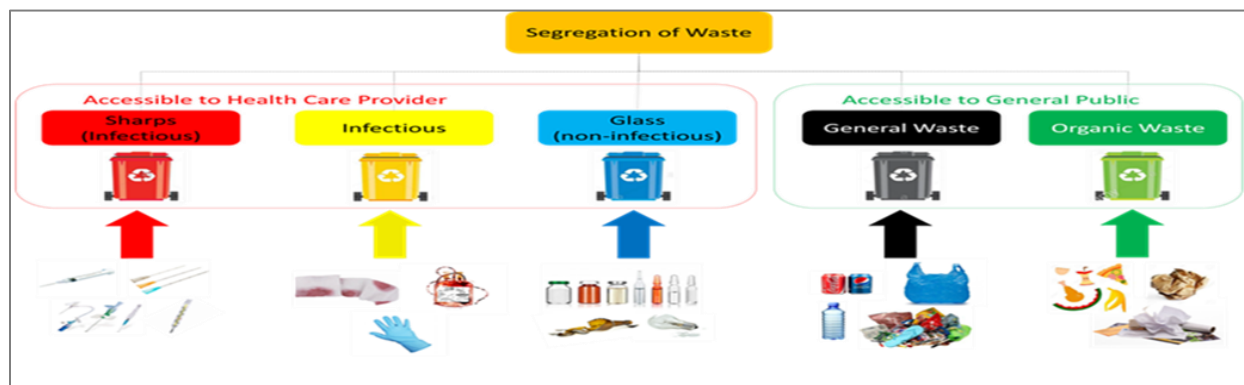 Segregation of Waste
Accessible to Health Care Provider
Accessible to General Public
Sharps
(Infectious)
Infectious
Glass
(non-infectious)
General Waste
Organic Waste